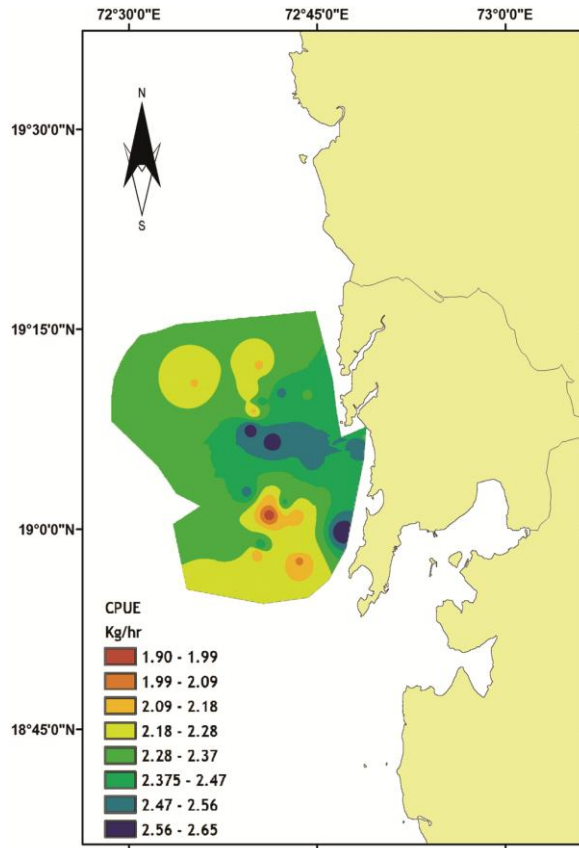 72°30'0"E 72°45'0"E 73°0'0"E
19°30'0"N
N
S
19°15'0"N
19°0'0"N
18°45'0"N
CPUE
Kg/hr
1.90 - 1.99
1.99 - 2.09
2.09 - 2.18
2.18 - 2.28
2.28 - 2.37
2.375 - 2.47
2.47 - 2.56
2.56 - 2.65